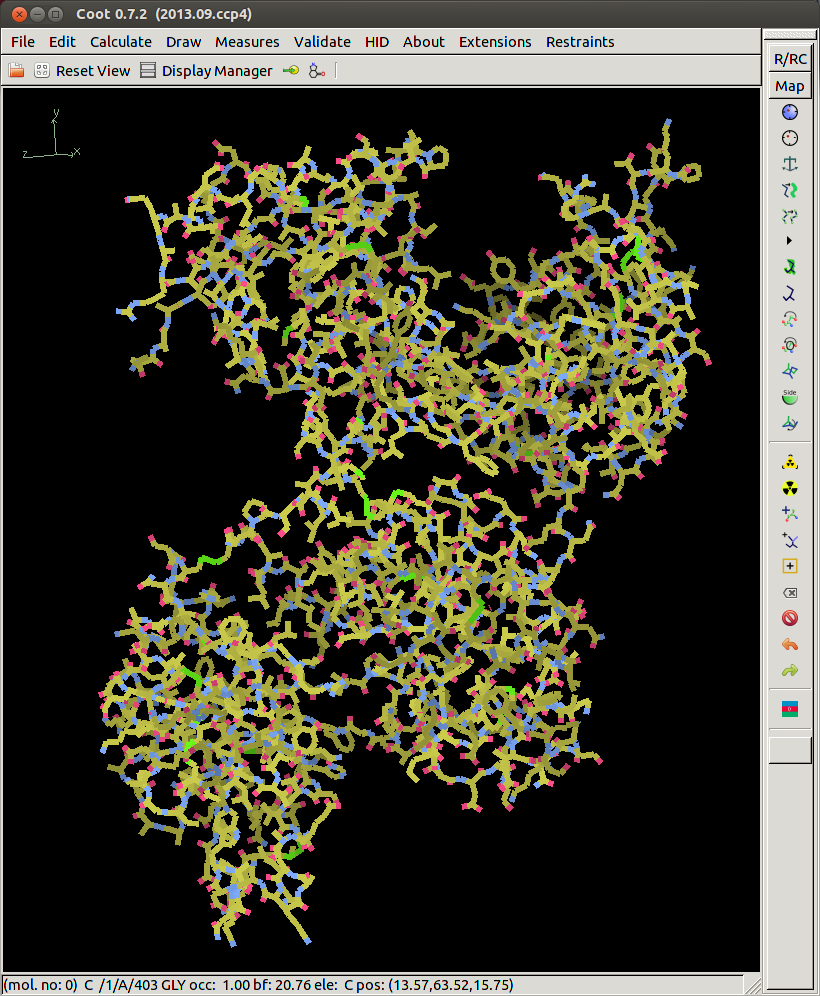 Coot 0.7.2 (2013.09.ccp4)
File Edit Calculate Draw Measures Validate HID About Extensions Restraints
R/RC
Reset View Display Manager
Map
y
z x
Side
(mol. no: 0) C /1/A/403 GLY occ: 1.00 bf: 20.76 ele: C pos: (13.57,63.52,15.75)